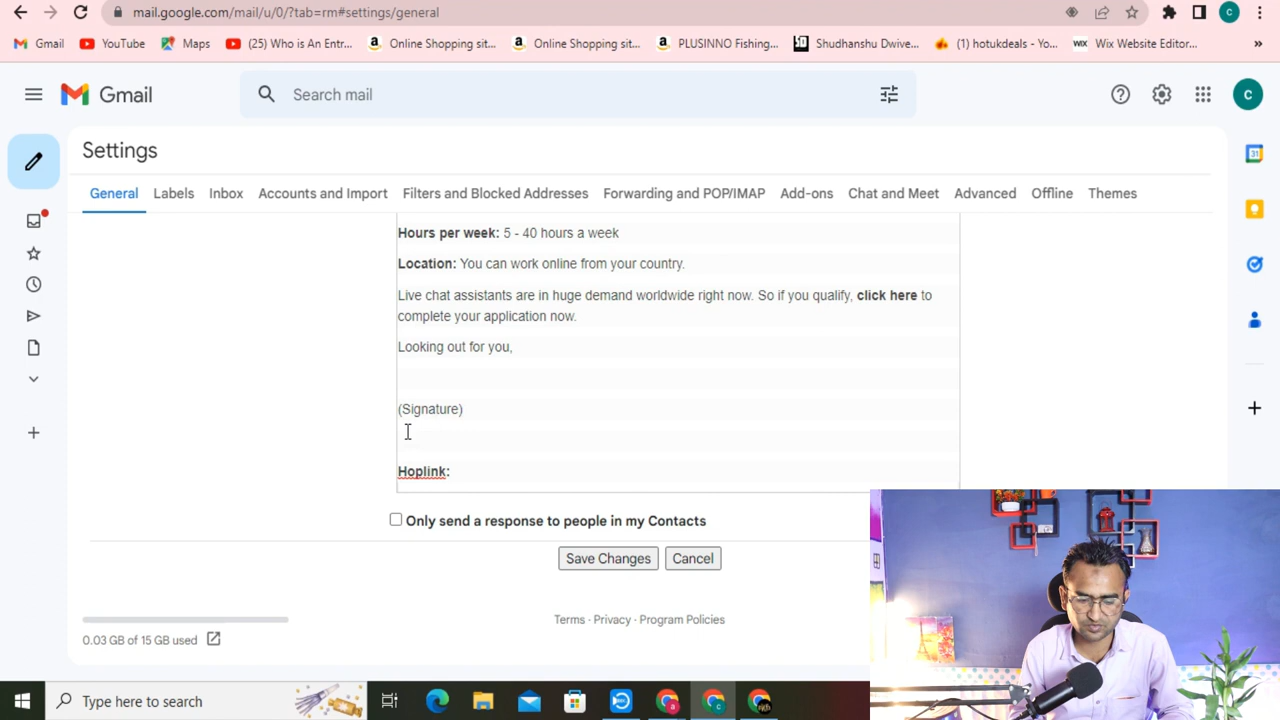 mail.google.com/mail/u/0/?tab=rm#settings/general
C
Gmail
YouTube
Maps
(25) Who is An Entr...
Online Shopping sit...
Online Shopping sit...
PLUSINNO Fishing...
Shudhanshu Dwive...
(1) hotukdeals - Yo...
WIX
Wix Website Editor...
»
Gmail
Search mail
C
Settings
31
General
Labels
Inbox
Accounts and Import
Filters and Blocked Addresses
Forwarding and POP/IMAP
Add-ons
Chat and Meet
Advanced
Offline
Themes
Hours per week: 5 - 40 hours a week
Location: You can work online from your country.
Live chat assistants are in huge demand worldwide right now. So if you qualify, click here to
complete your application now.
Looking out for you,
(Signature)
Hoplink:
Only send a response to people in my Contacts
Save Changes
Cancel
0.03 GB of 15 GB used
Terms · Privacy · Program Policies
Type here to search